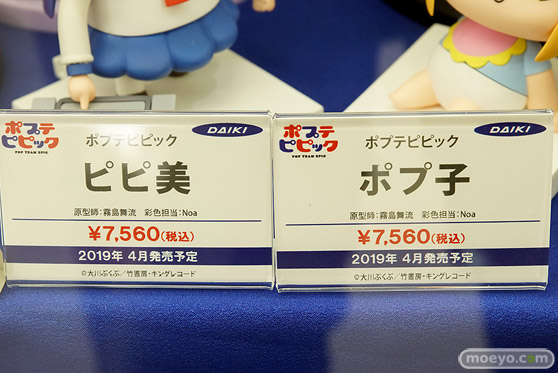 ポプテ
ピピック
POP TEAM EPIC
DAIKI
ポプテピピック
ピピ美
原型師：霧島舞流 彩色担当：Noa
¥7,560(税込)
2019年 4月発売予定
©大川ぶくぶ／竹書房・キングレコード
ポプテ
ピピック
POP TEAM EPIC
DAIKI
ポプテピピック
ポプ子
原型師：霧島舞流 彩色担当：Noa
¥7,560(税込)
2019年 4月発売予定
©大川ぶくぶ／竹書房・キングレコード
moeyo.com